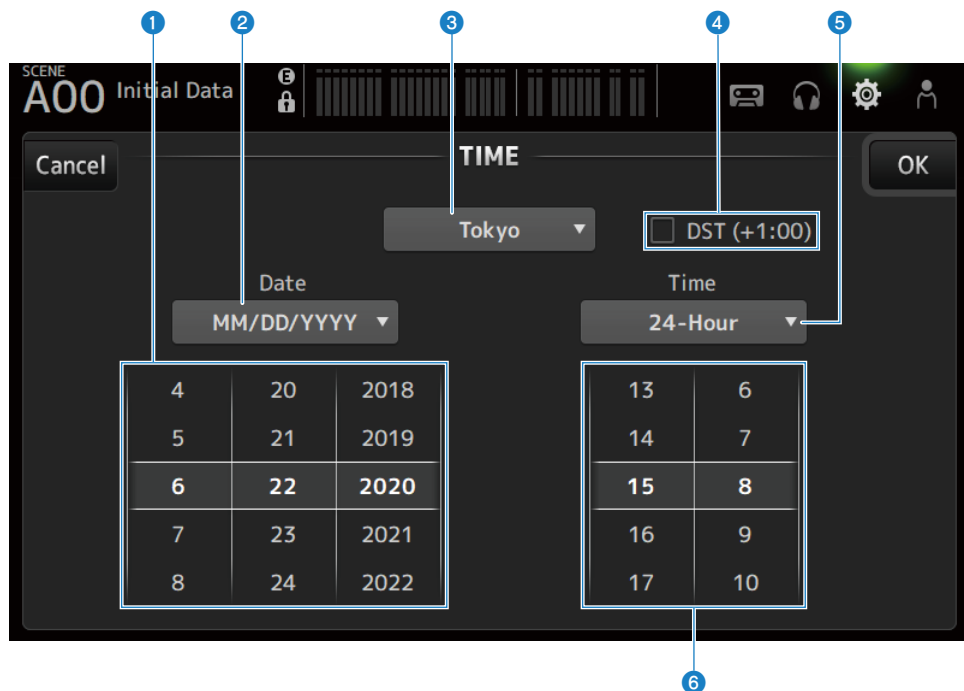 1 2 3 4 5
SCENE
A00 Initial Data E
Cancel TIME OK
Tokyo ▼ DST (+1:00)
Date Time
MM/DD/YYYY ▼ 24-Hour ▼
4 20 2018 13 6
5 21 2019 14 7
6 22 2020 15 8
7 23 2021 16 9
8 24 2022 17 10
6